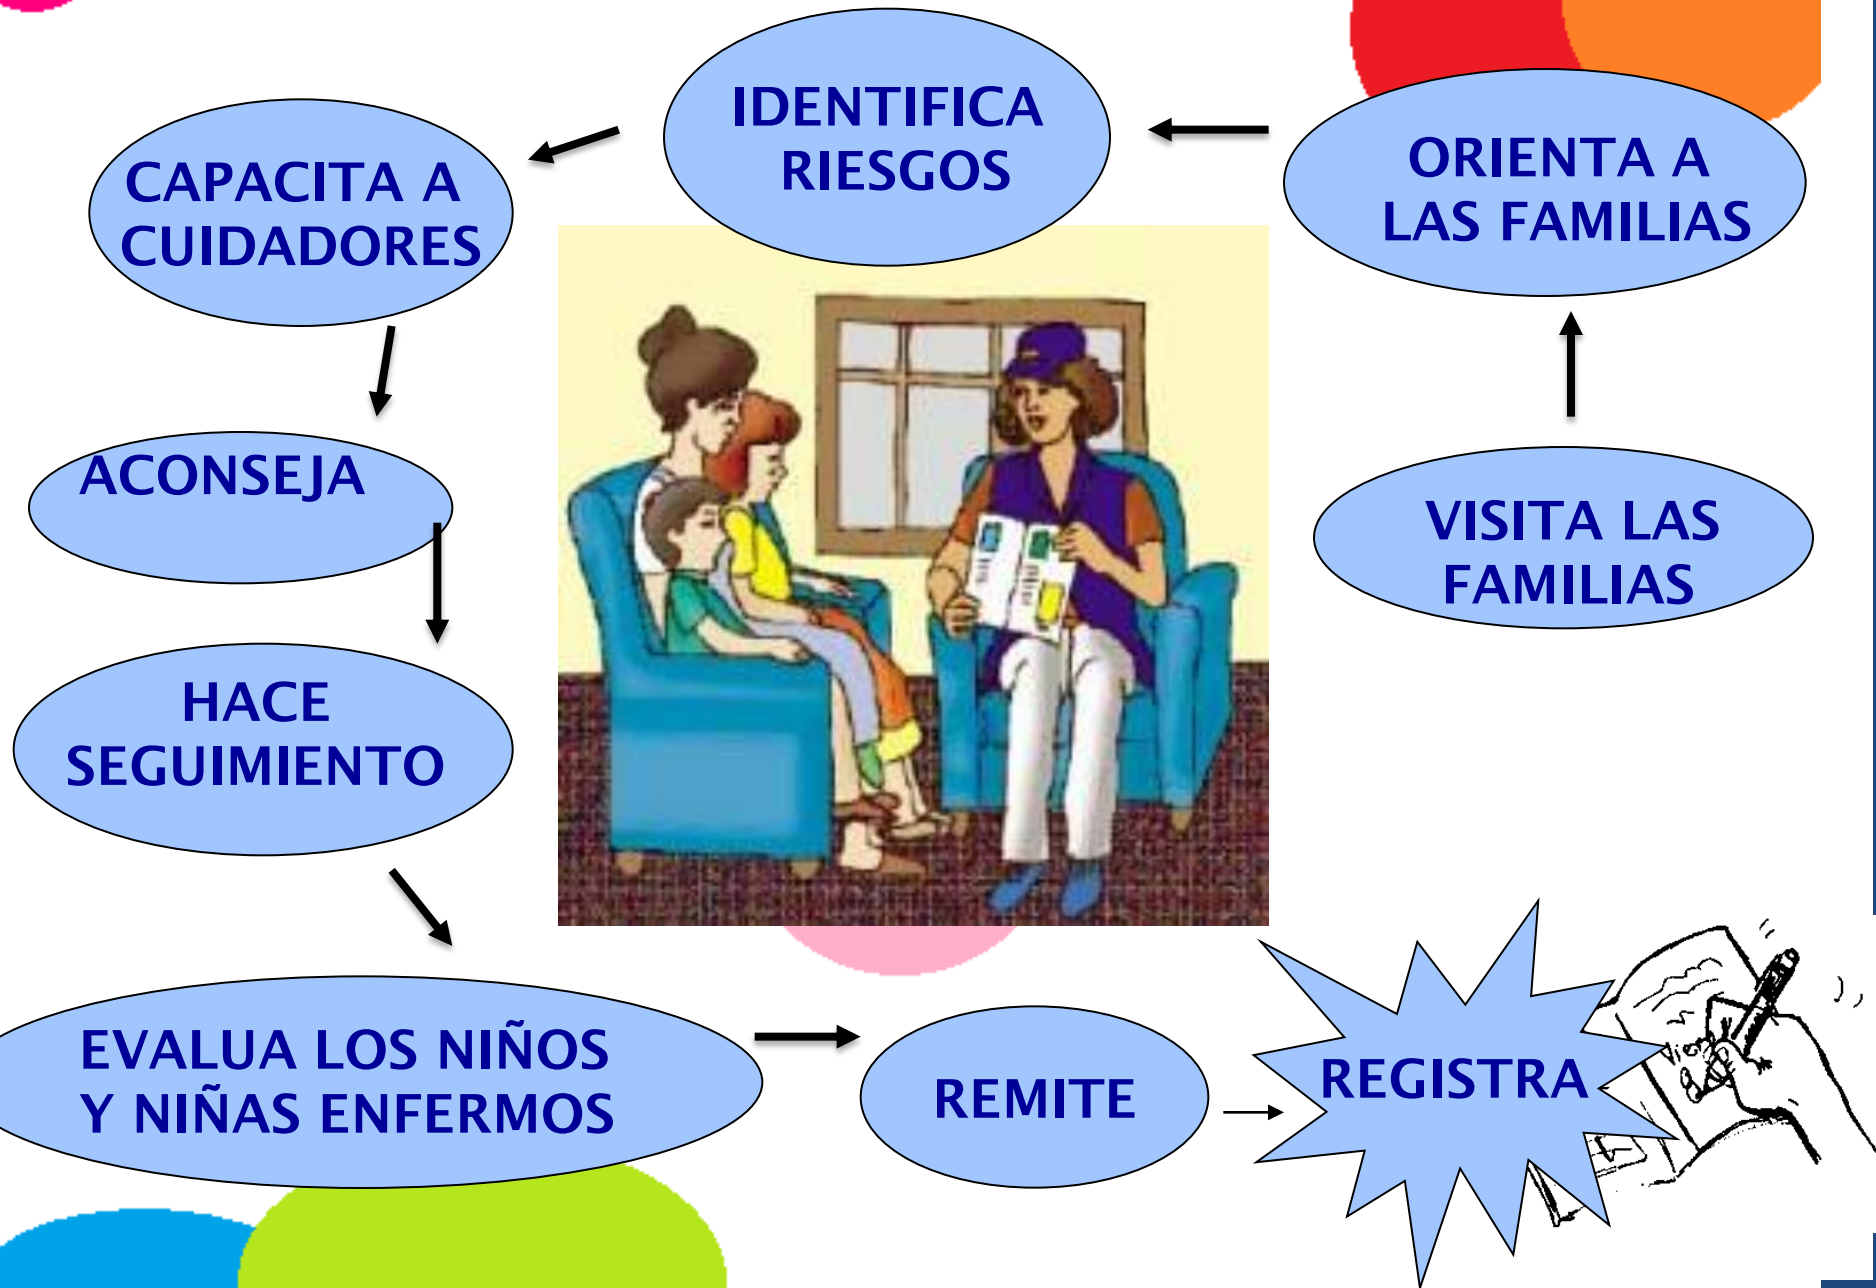 IDENTIFICA
RIESGOS
ORIENTA A
LAS FAMILIAS
CAPACITA A
CUIDADORES
ACONSEJA
VISITA LAS
FAMILIAS
HACE
SEGUIMIENTO
EVALUA LOS NIÑOS
Y NIÑAS ENFERMOS
REMITE
REGISTRA